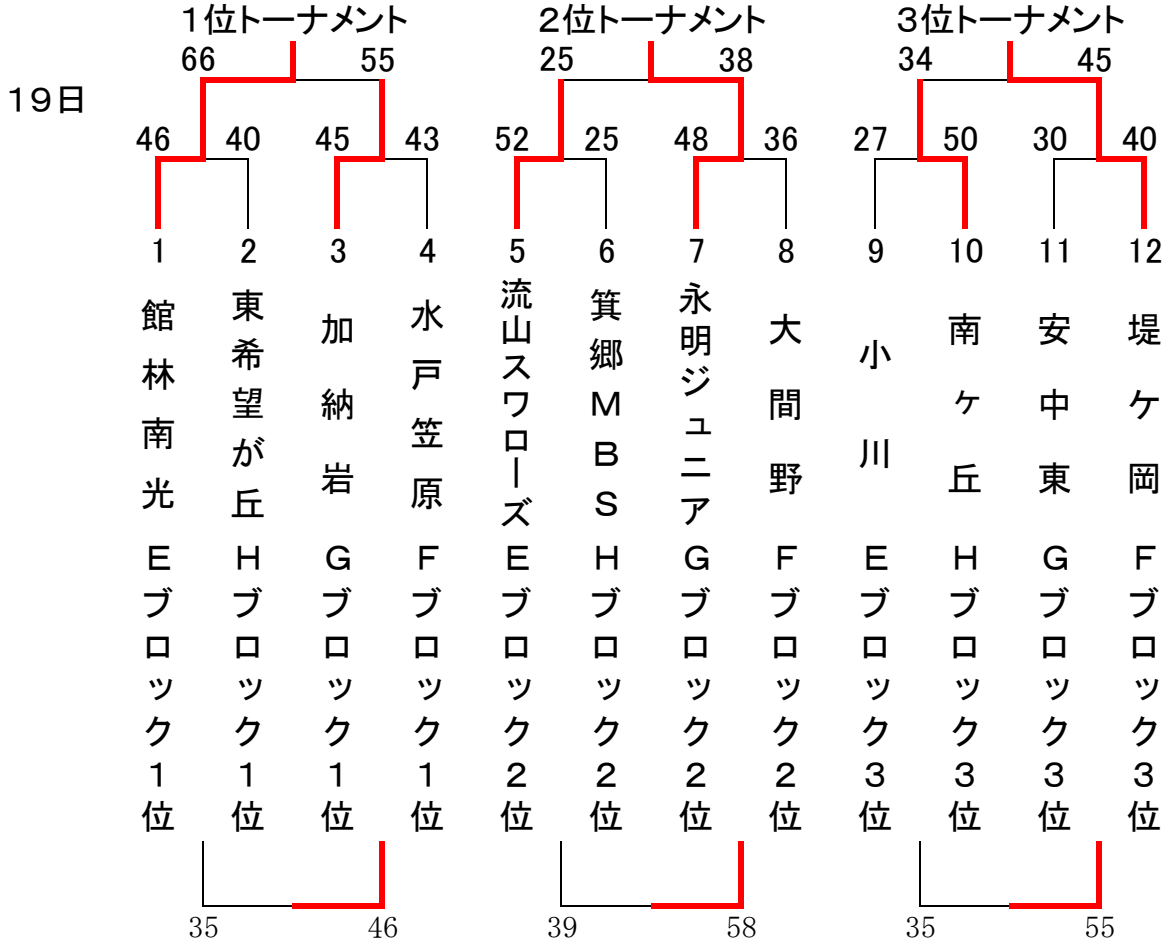 1位トーナメント 2位トーナメント 3位トーナメント
66 55 25 38 34 45
19日
46 40 45 43 52 25 48 36 27 50 30 40
1 2 3 4 5 6 7 8 9 10 11 12
館林南光
東希望が丘
加納岩
水戸笠原
流山スワローズ
箕郷MBS
永明ジュニア
大間野
小川
南ヶ丘
安中東
堤ケ岡
Eブロック1位
Hブロック1位
Gブロック1位
Fブロック1位
Eブロック2位
Hブロック2位
Gブロック2位
Fブロック2位
Eブロック3位
Hブロック3位
Gブロック3位
Fブロック3位
35 46 39 58 35 55